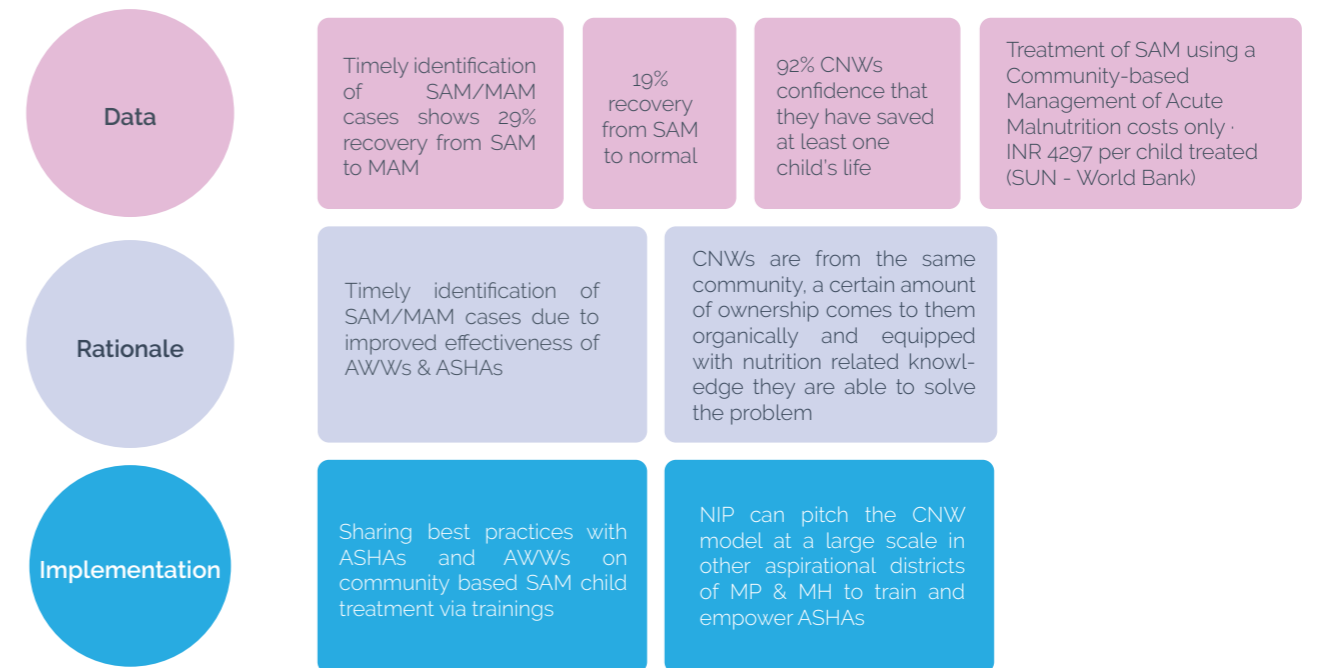 Data
Timely identification
of SAM/MAM
cases shows 29%
recovery from SAM
to MAM
19%
recovery
from SAM
to normal
92% CNWs
confidence that
they have saved
at least one
child's life
Treatment of SAM using a
Community-based
Management of Acute
Malnutrition costs only ·
INR 4297 per child treated
(SUN - World Bank)
Rationale
Timely identification of
SAM/MAM cases due to
improved effectiveness of
AWWs & ASHAs
CNWs are from the same
community, a certain amount
of ownership comes to them
organically and equipped
with nutrition related knowl-
edge they are able to solve
the problem
Implementation
Sharing best practices with
ASHAs and AWWs on
community based SAM child
treatment via trainings
NIP can pitch the CNW
model at a large scale in
other aspirational districts
of MP & MH to train and
empower ASHAs